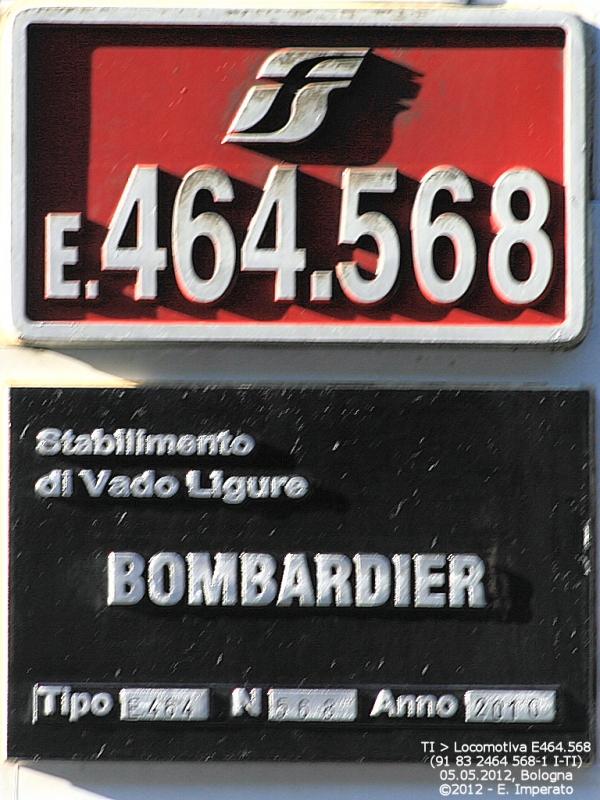 E.464.568
Stabilimento
di Vado Ligure
BOMBARDIER
Tipo E464 N 568 Anno 2010
TI > Locomotiva E464.568
(91 83 2464 568-1 I-TI)
05.05.2012, Bologna
©2012 - E. Imperato